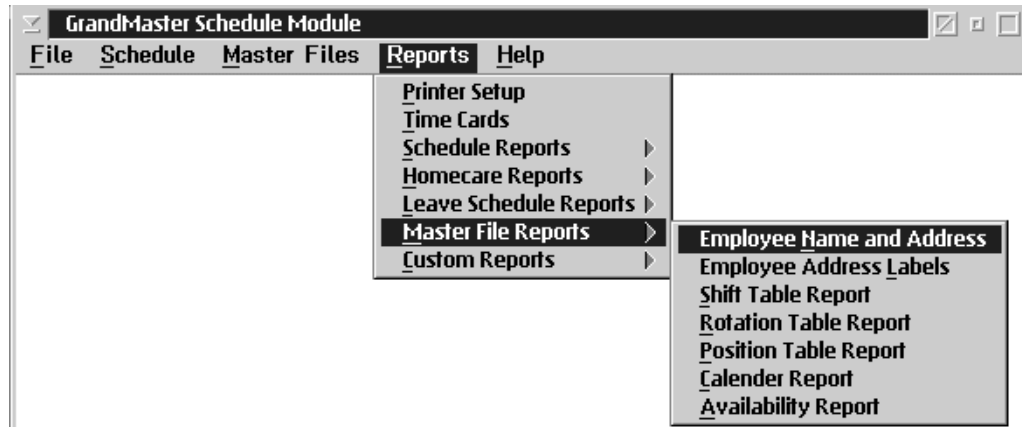 GrandMaster Schedule Module
File Schedule Master Files Reports Help
Printer Setup
Time Cards
Schedule Reports
Homecare Reports
Leave Schedule Reports
Master File Reports
Custom Reports
Employee Name and Address
Employee Address Labels
Shift Table Report
Rotation Table Report
Position Table Report
Calender Report
Availability Report